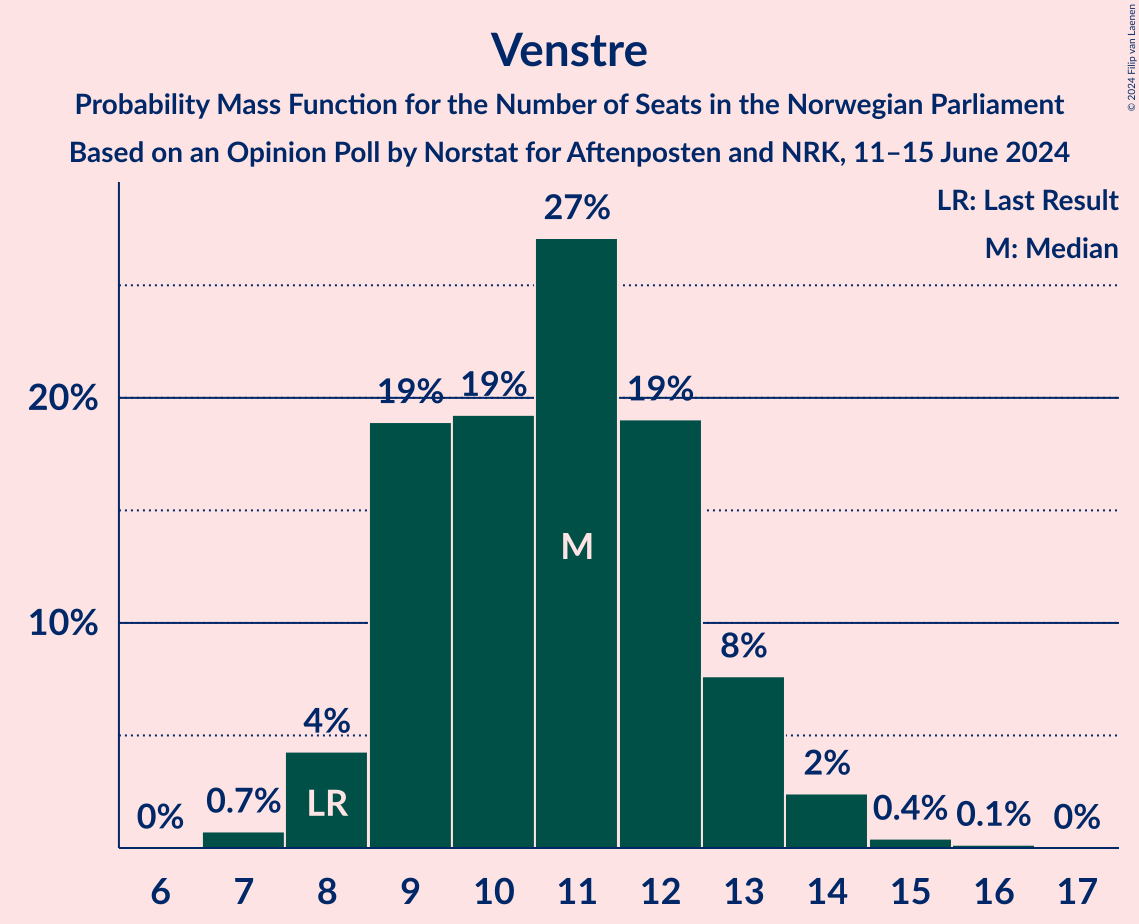 Venstre
Probability Mass Function for the Number of Seats in the Norwegian Parliament
Based on an Opinion Poll by Norstat for Aftenposten and NRK, 11–15 June 2024
© 2024 Filip van Laenen
LR: Last Result
M: Median
20%
10%
0%
0.7%
4%
19%
19%
27%
19%
8%
2%
0.4%
0.1%
0%
LR
M
6 7 8 9 10 11 12 13 14 15 16 17